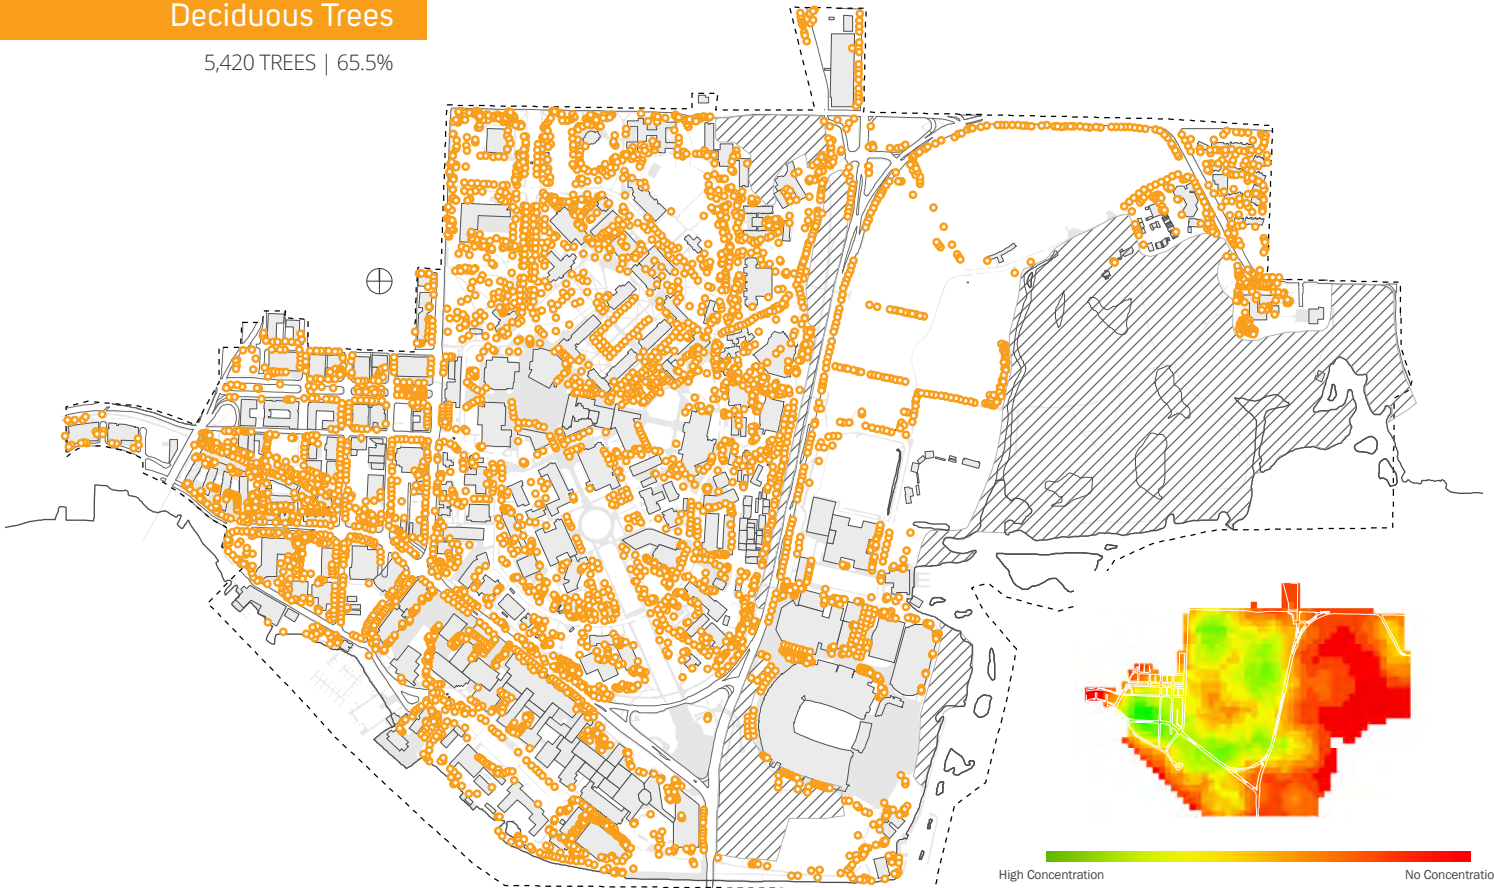 Deciduous Trees
5,420 TREES | 65.5%
High Concentration
No Concentratio